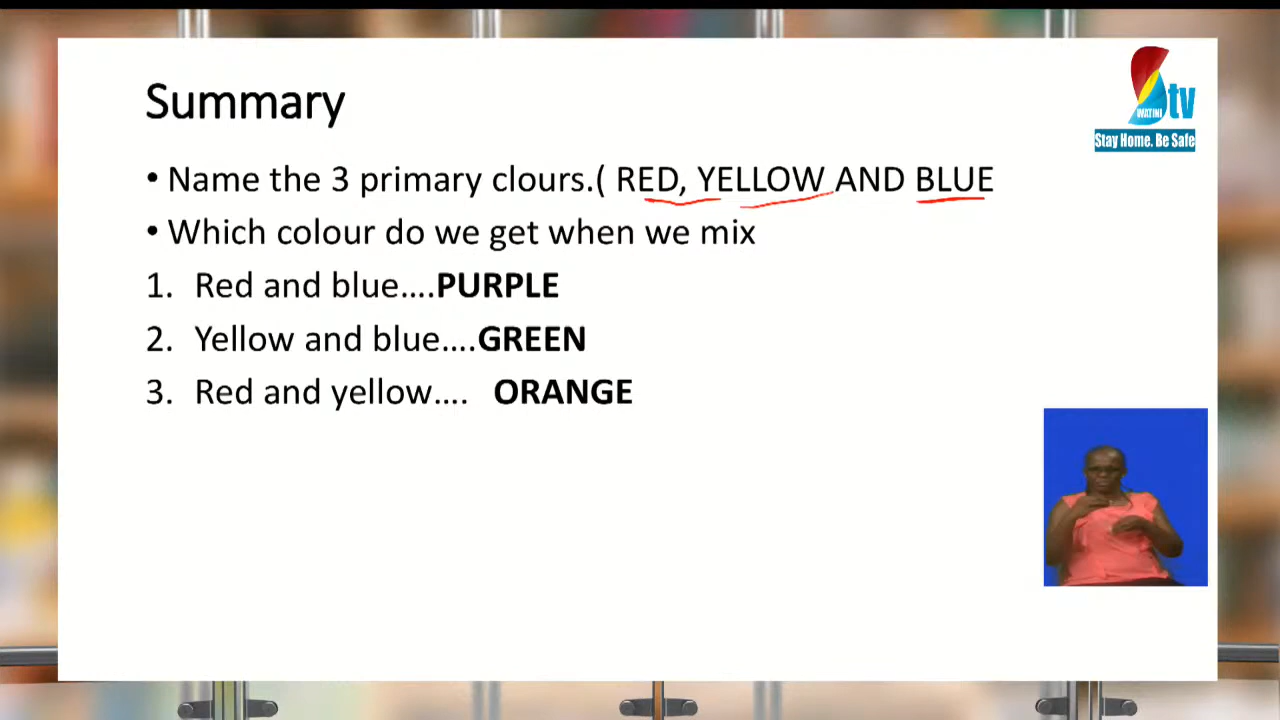 Summary
• Name the 3 primary clours.( RED, YELLOW AND BLUE
• Which colour do we get when we mix
1. Red and blue....PURPLE
2. Yellow and blue....GREEN
3. Red and yellow.... ORANGE
tv
WATINI
Stay Home. Be Safe